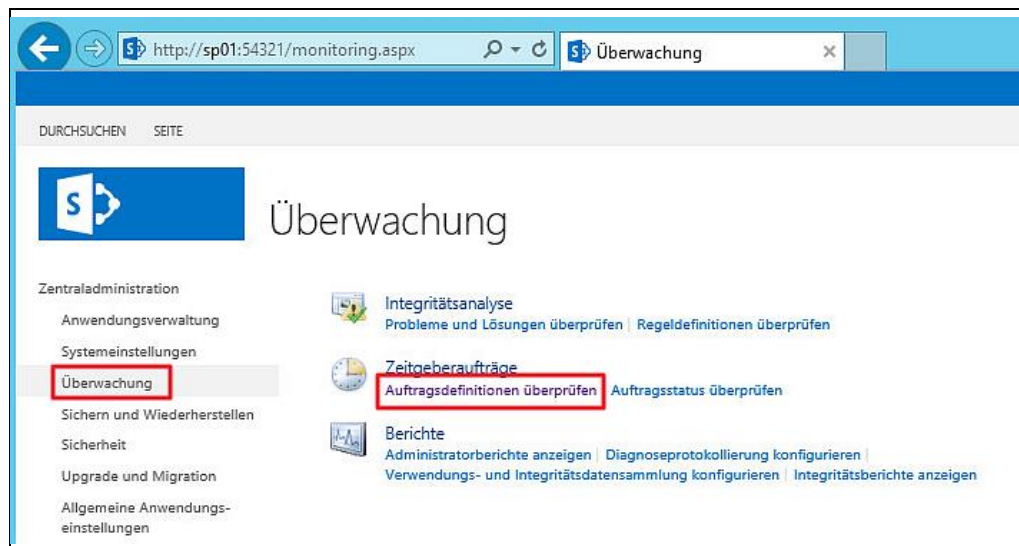 http://sp01:54321/monitoring.aspx
Überwachung
DURCHSUCHEN SEITE
S
Überwachung
Zentraladministration
Anwendungsverwaltung
Systemeinstellungen
Überwachung
Sichern und Wiederherstellen
Sicherheit
Upgrade und Migration
Allgemeine Anwendungs-
einstellungen
Integritätsanalyse
Probleme und Lösungen überprüfen | Regeldefinitionen überprüfen
Zeitgeberaufträge
Auftragsdefinitionen überprüfen Auftragsstatus überprüfen
Berichte
Administratorberichte anzeigen | Diagnoseprotokollierung konfigurieren |
Verwendungs- und Integritätsdatensammlung konfigurieren | Integritätsberichte anzeigen